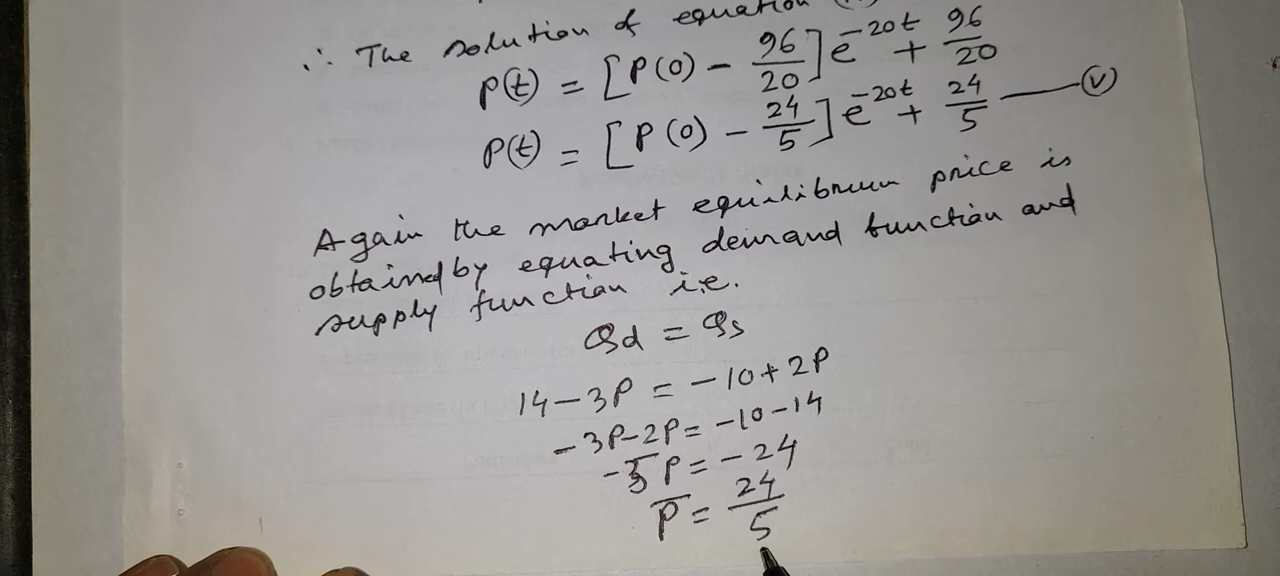 ∴ The solution of equation
P(t) = [P(0) - 96/20]e^-20t + 96/20
P(t) = [P(0) - 24/5]e^-20t + 24/5 — (v)
Again the market equilibrium price is
obtained by equating demand function and
supply function i.e.
Qd = Qs
14-3P = -10+2P
-3P-2P = -10-14
-5P = -24
P̅ = 24/5